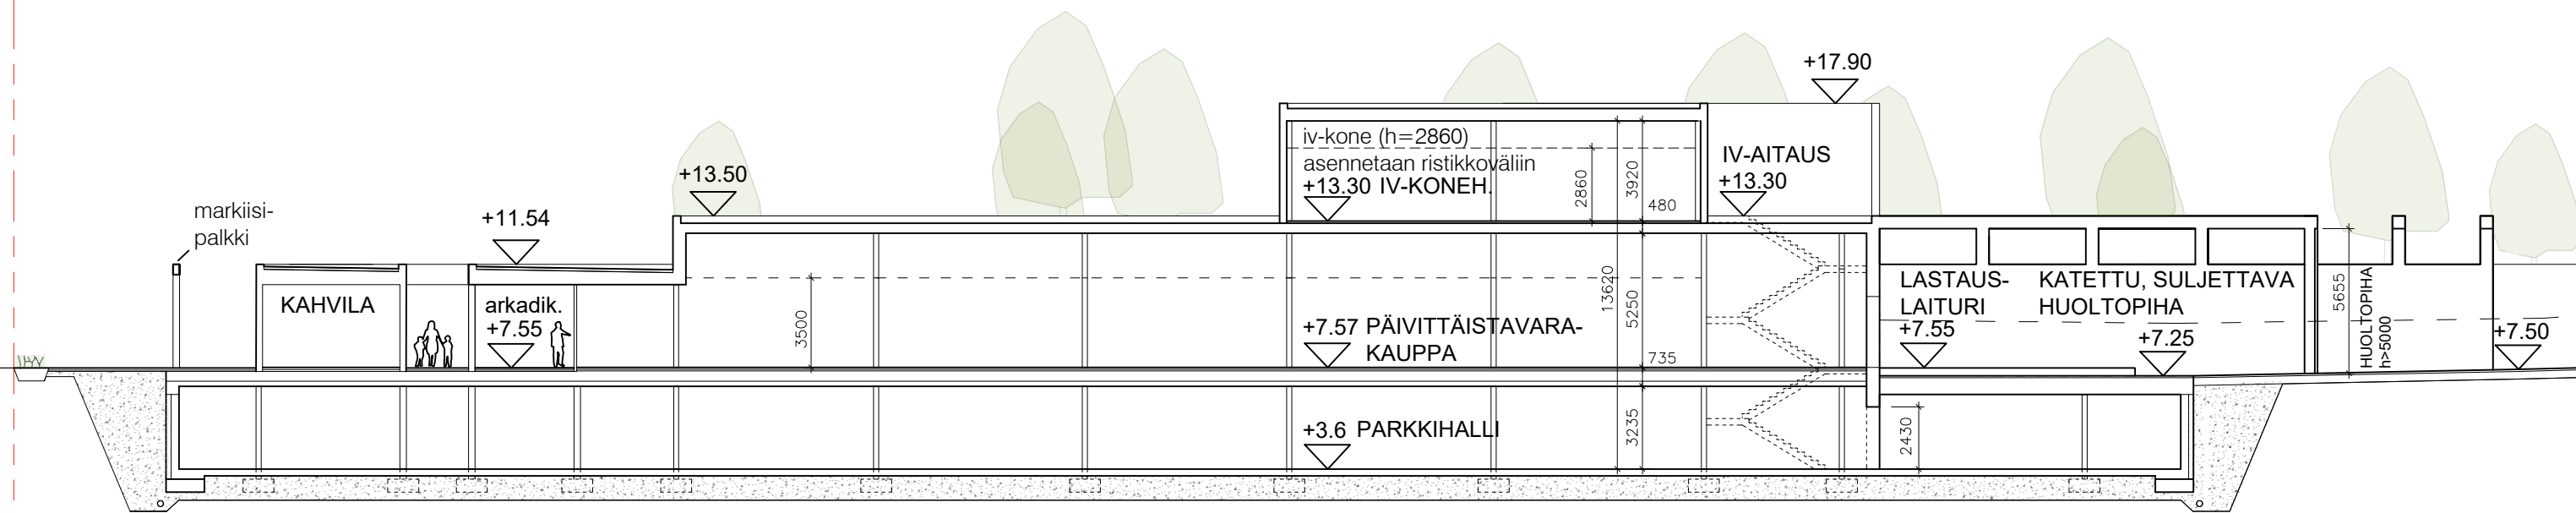 +17.90
iv-kone (h=2860)
asennetaan ristikkoväliin
+13.30 IV-KONEH.
IV-AITAUS
+13.30
+13.50
markiisi-
palkki
+11.54
2860
3920
480
KAHVILA
arkadik.
+7.55
3500
+7.57 PÄIVITTÄISTAVARA-
KAUPPA
13620
5250
735
LASTAUS-
LAITURI
+7.55
KATETTU, SULJETTAVA
HUOLTOPIHA
+7.25
5655
HUOLTOPIHA
h>5000
+7.50
+3.6 PARKKIHALLI
3235
2430